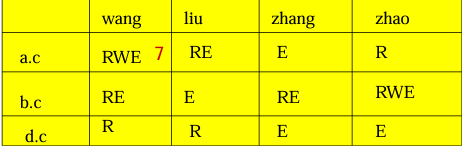 wang liu zhang zhao
a.c RWE 7 RE E R
b.c RE E RE RWE
d.c R R E E